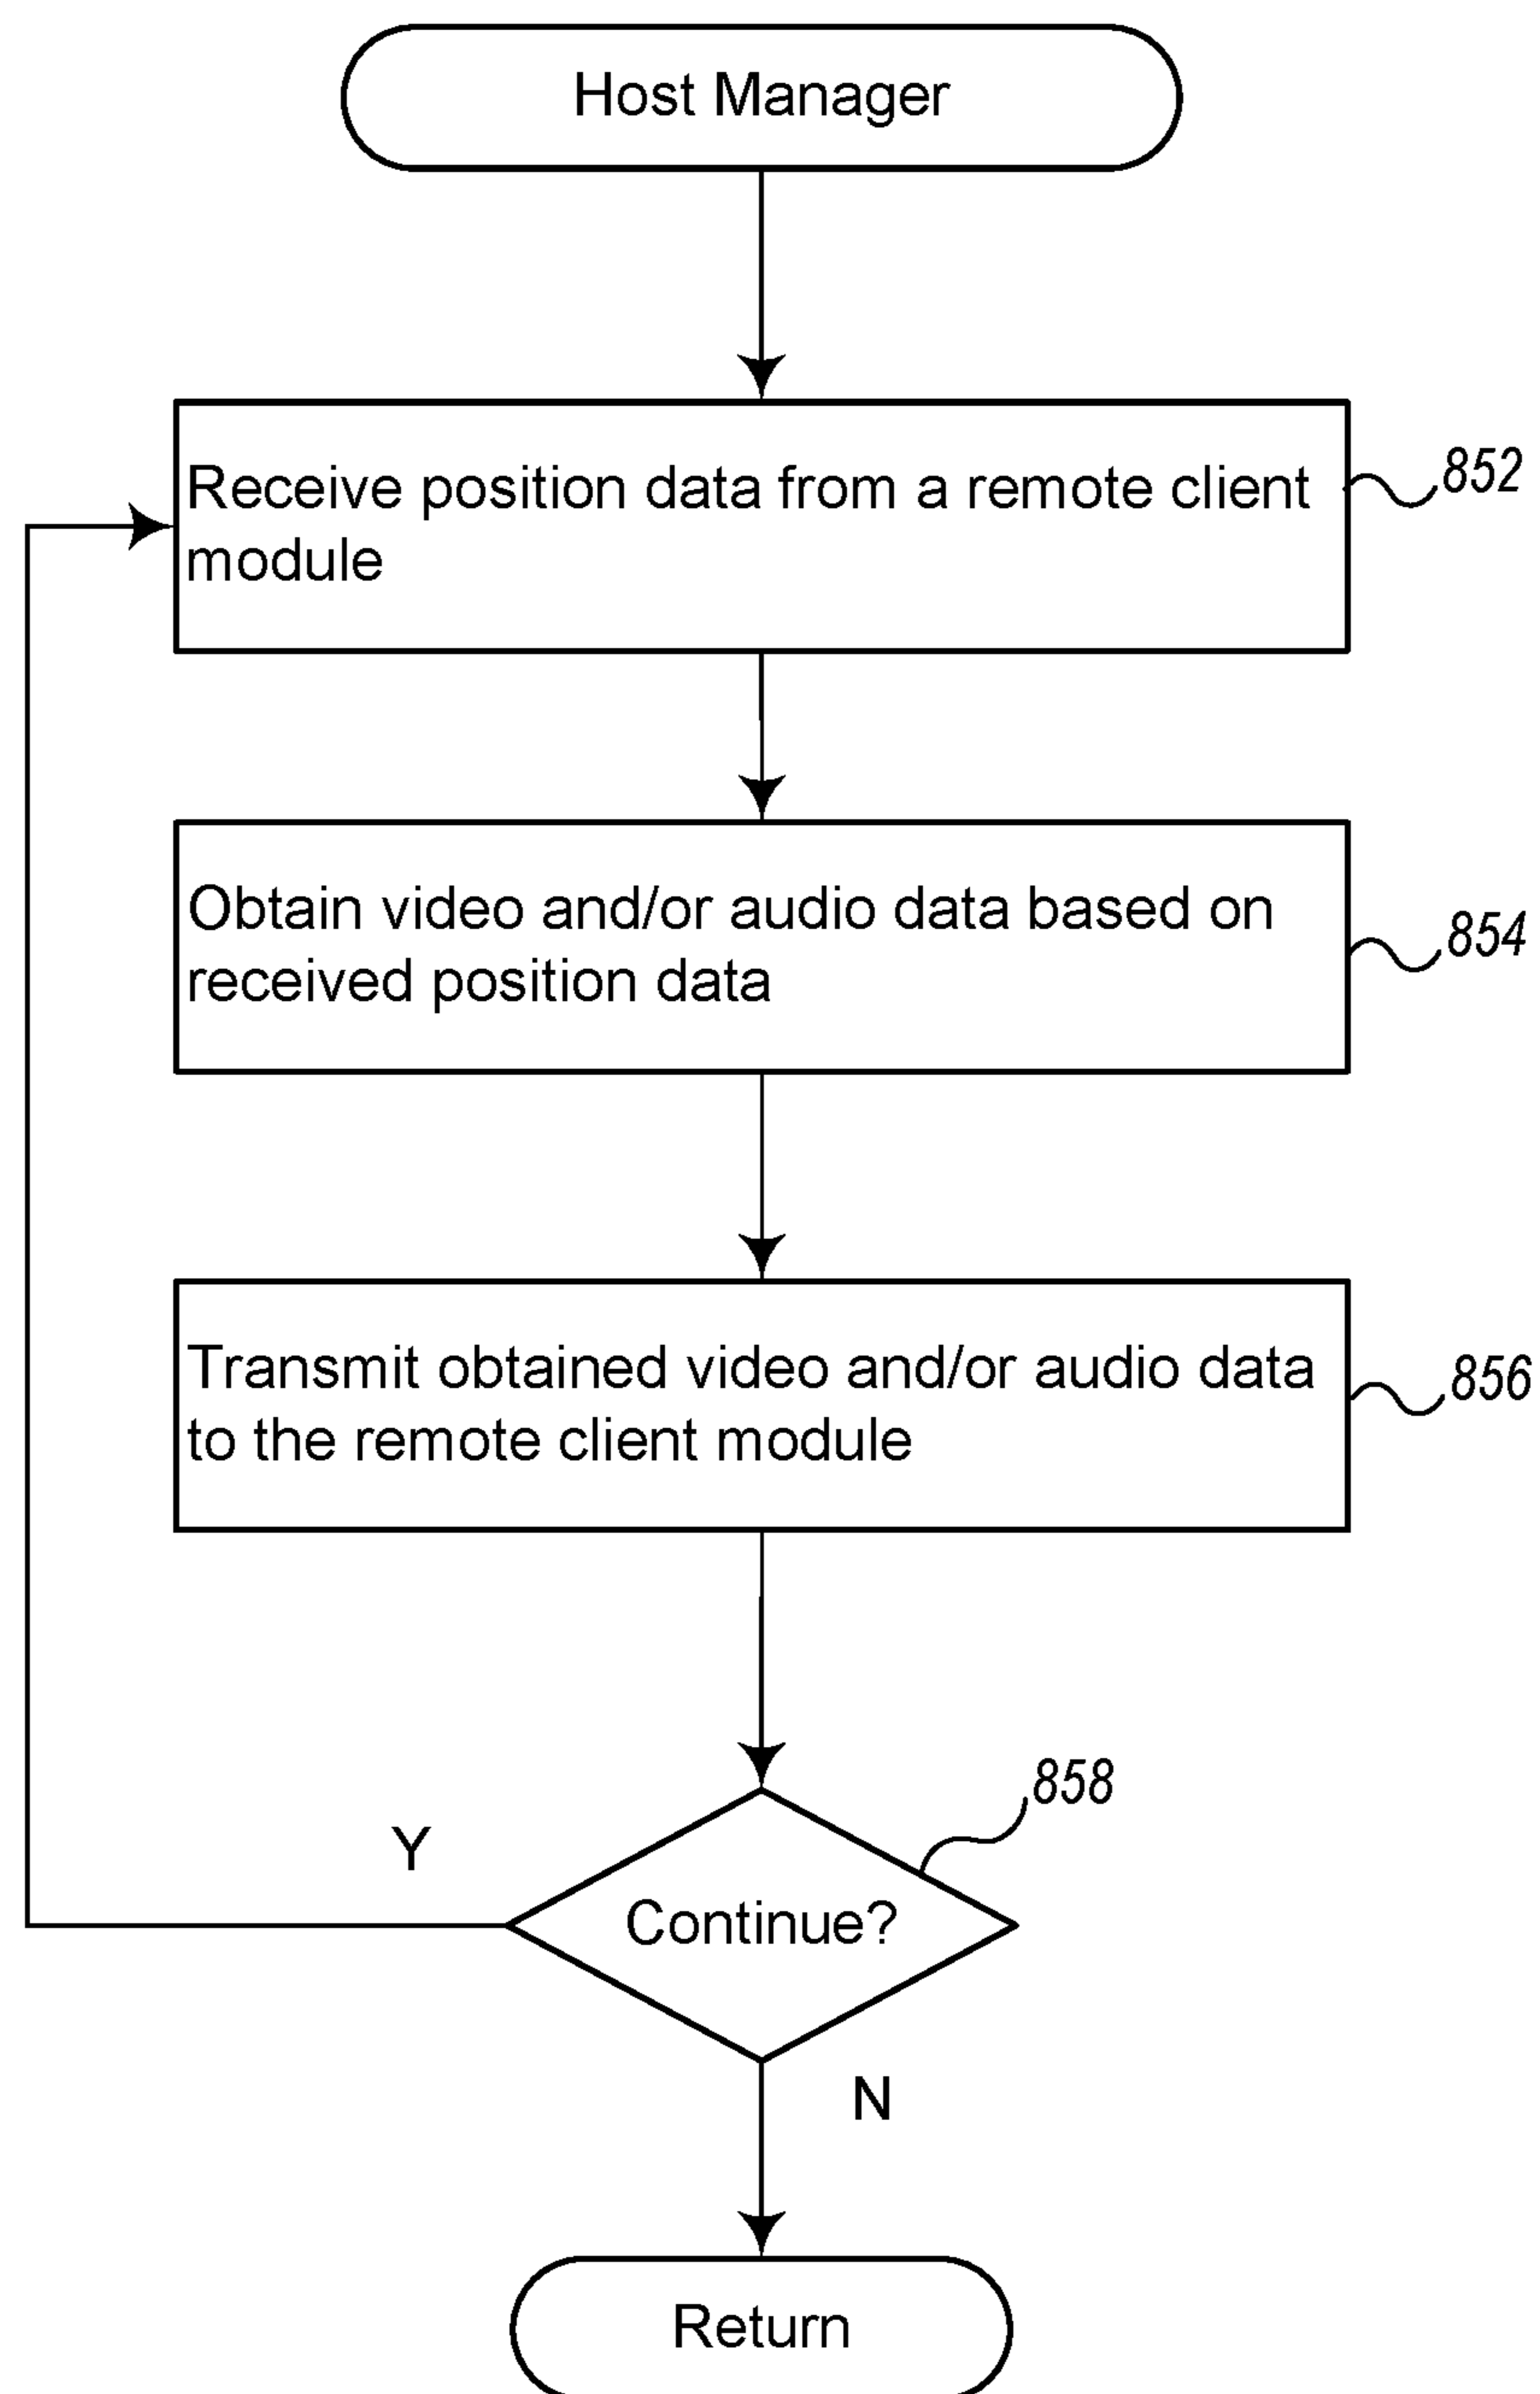 Host Manager
Receive position data from a remote client
module
852
Obtain video and/or audio data based on
received position data
854
Transmit obtained video and/or audio data
to the remote client module
856
858
Y
Continue?
N
Return